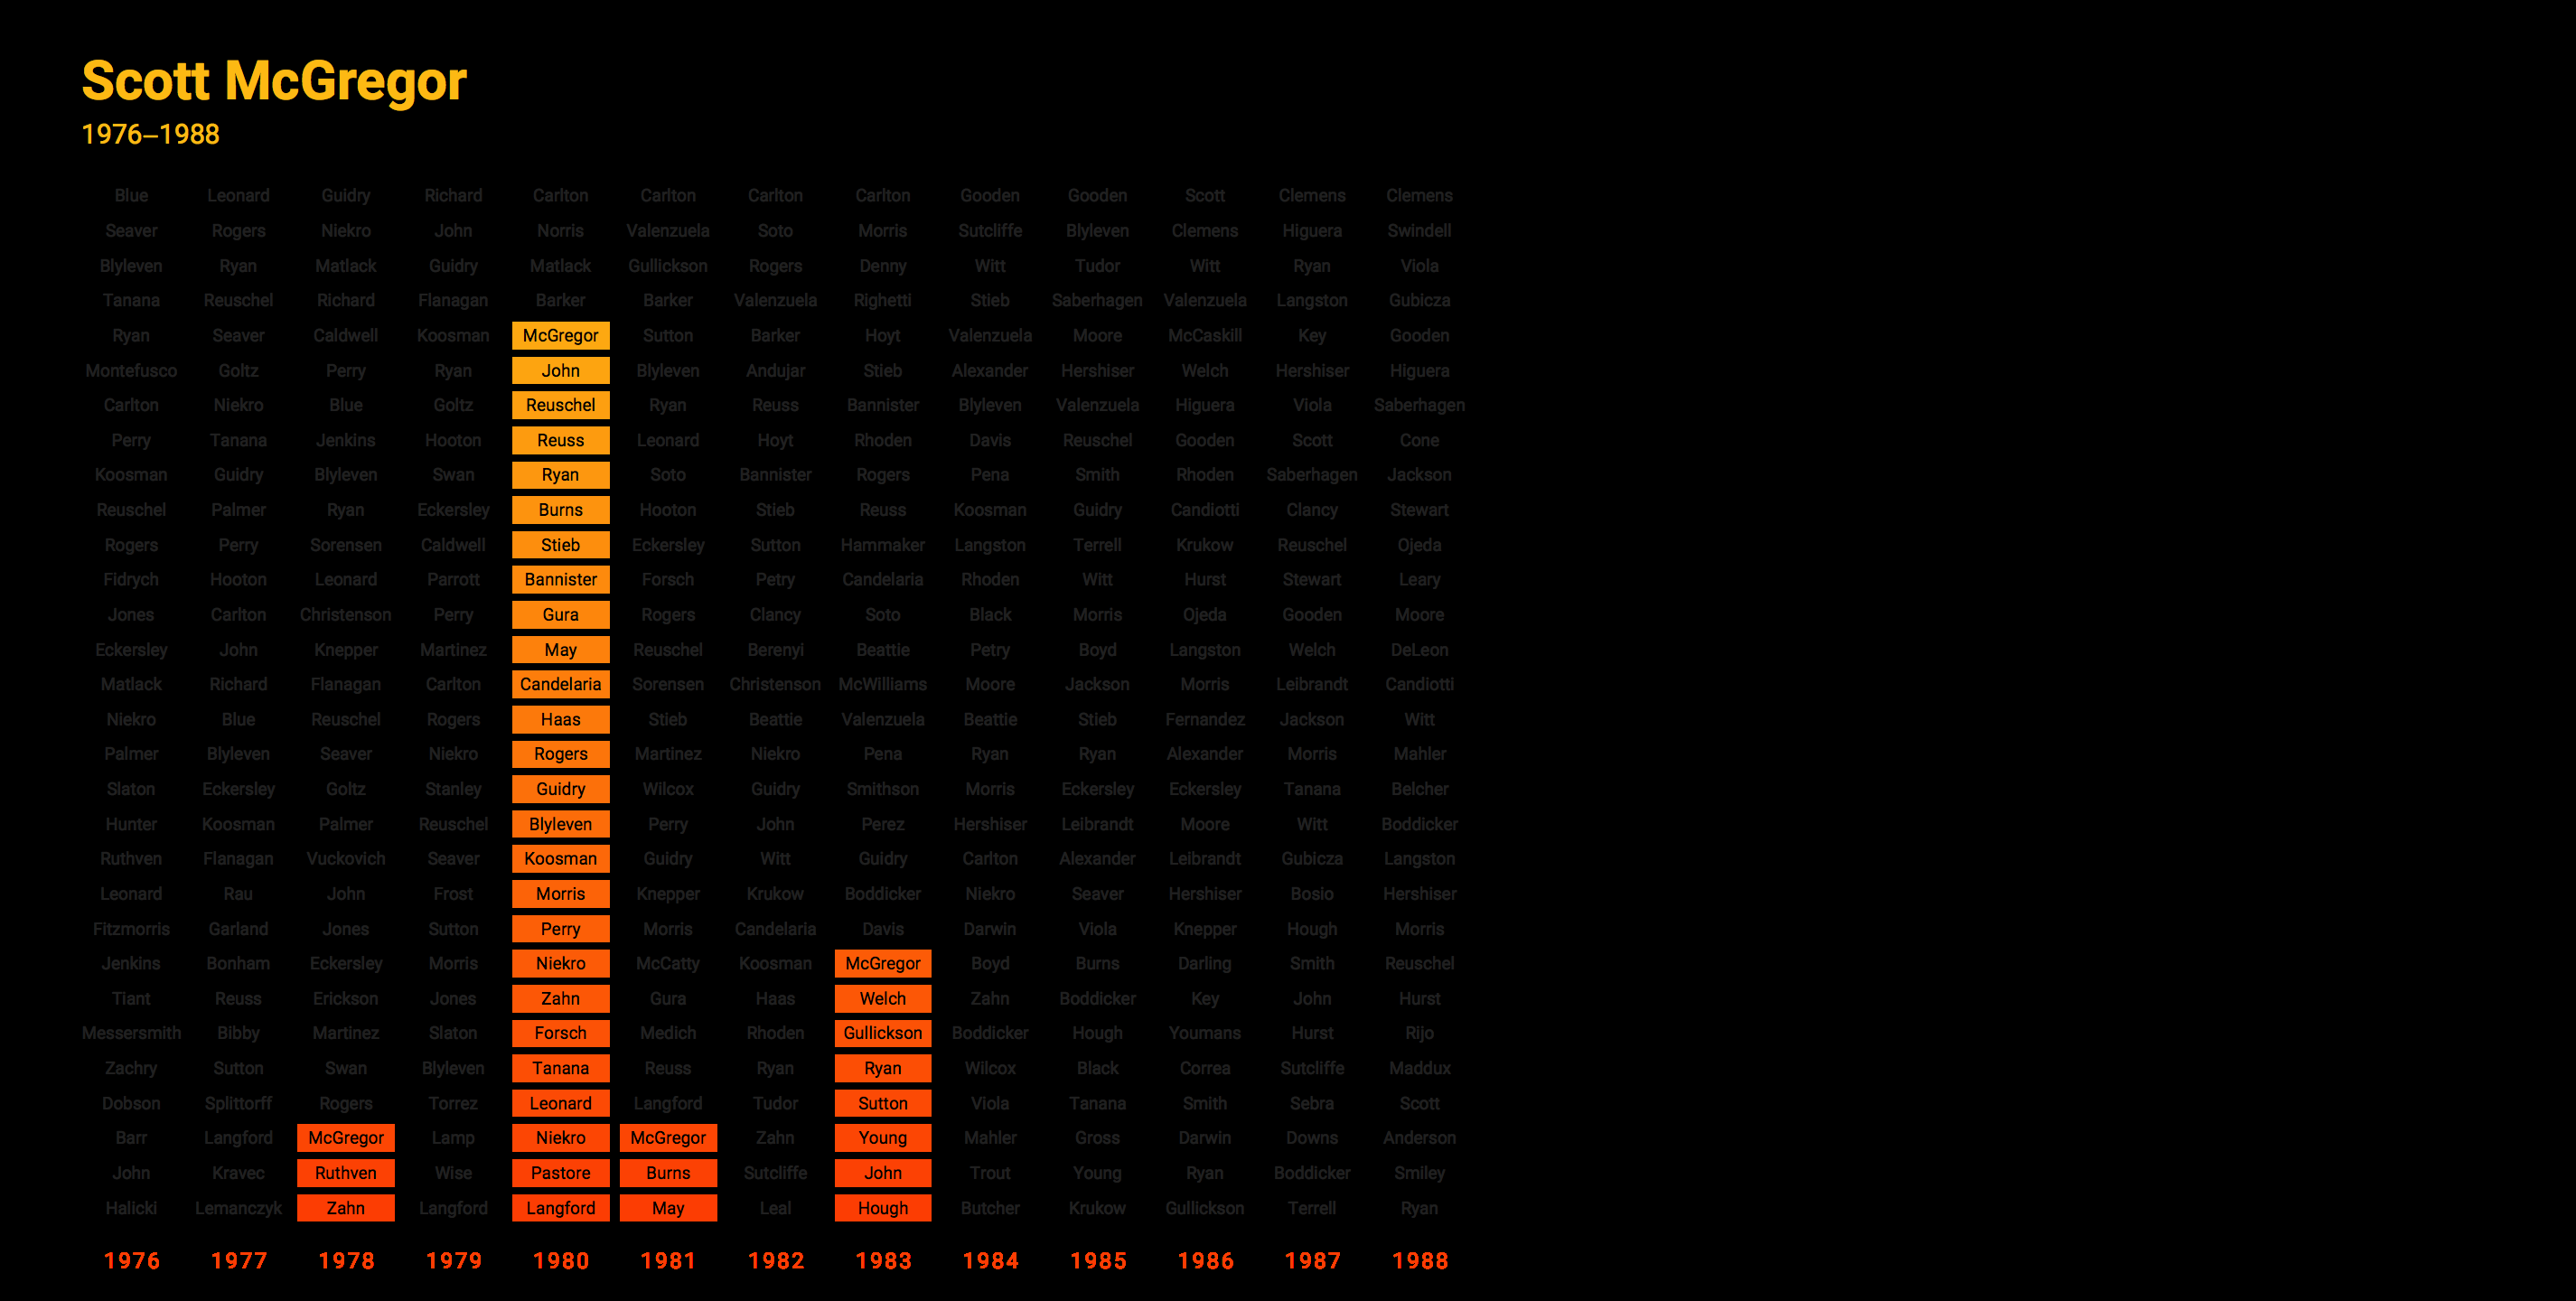 Scott McGregor
1976–1988
Blue Leonard Guidry Richard Carlton Carlton Carlton Carlton Gooden Gooden Scott Clemens Clemens
Seaver Rogers Niekro John Norris Valenzuela Soto Morris Sutcliffe Blyleven Clemens Higuera Swindell
Blyleven Ryan Matlack Guidry Matlack Gullickson Rogers Denny Witt Tudor Witt Ryan Viola
Tanana Reuschel Richard Flanagan Barker Barker Valenzuela Righetti Stieb Saberhagen Valenzuela Langston Gubicza
Ryan Seaver Caldwell Koosman McGregor Sutton Barker Hoyt Valenzuela Moore McCaskill Key Gooden
Montefusco Goltz Perry Ryan John Blyleven Andujar Stieb Alexander Hershiser Welch Hershiser Higuera
Carlton Niekro Blue Goltz Reuschel Ryan Reuss Bannister Blyleven Valenzuela Higuera Viola Saberhagen
Perry Tanana Jenkins Hooton Reuss Leonard Hoyt Rhoden Davis Reuschel Gooden Scott Cone
Koosman Guidry Blyleven Swan Ryan Soto Bannister Rogers Pena Smith Rhoden Saberhagen Jackson
Reuschel Palmer Ryan Eckersley Burns Hooton Stieb Reuss Koosman Guidry Candiotti Clancy Stewart
Rogers Perry Sorensen Caldwell Stieb Eckersley Sutton Hammaker Langston Terrell Krukow Reuschel Ojeda
Fidrych Hooton Leonard Parrott Bannister Forsch Petry Candelaria Rhoden Witt Hurst Stewart Leary
Jones Carlton Christenson Perry Gura Rogers Clancy Soto Black Morris Ojeda Gooden Moore
Eckersley John Knepper Martinez May Reuschel Berenyi Beattie Petry Boyd Langston Welch DeLeon
Matlack Richard Flanagan Carlton Candelaria Sorensen Christenson McWilliams Moore Jackson Morris Leibrandt Candiotti
Niekro Blue Reuschel Rogers Haas Stieb Beattie Valenzuela Beattie Stieb Fernandez Jackson Witt
Palmer Blyleven Seaver Niekro Rogers Martinez Niekro Pena Ryan Ryan Alexander Morris Mahler
Slaton Eckersley Goltz Stanley Guidry Wilcox Guidry Smithson Morris Eckersley Eckersley Tanana Belcher
Hunter Koosman Palmer Reuschel Blyleven Perry John Perez Hershiser Leibrandt Moore Witt Boddicker
Ruthven Flanagan Vuckovich Seaver Koosman Guidry Witt Guidry Carlton Alexander Leibrandt Gubicza Langston
Leonard Rau John Frost Morris Knepper Krukow Boddicker Niekro Seaver Hershiser Bosio Hershiser
Fitzmorris Garland Jones Sutton Perry Morris Candelaria Davis Darwin Viola Knepper Hough Morris
Jenkins Bonham Eckersley Morris Niekro McCatty Koosman McGregor Boyd Burns Darling Smith Reuschel
Tiant Reuss Erickson Jones Zahn Gura Haas Welch Zahn Boddicker Key John Hurst
Messersmith Bibby Martinez Slaton Forsch Medich Rhoden Gullickson Boddicker Hough Youmans Hurst Rijo
Zachry Sutton Swan Blyleven Tanana Reuss Ryan Ryan Wilcox Black Correa Sutcliffe Maddux
Dobson Splittorff Rogers Torrez Leonard Langford Tudor Sutton Viola Tanana Smith Sebra Scott
Barr Langford McGregor Lamp Niekro McGregor Zahn Young Mahler Gross Darwin Downs Anderson
John Kravec Ruthven Wise Pastore Burns Sutcliffe John Trout Young Ryan Boddicker Smiley
Halicki Lemanczyk Zahn Langford Langford May Leal Hough Butcher Krukow Gullickson Terrell Ryan
1976 1977 1978 1979 1980 1981 1982 1983 1984 1985 1986 1987 1988